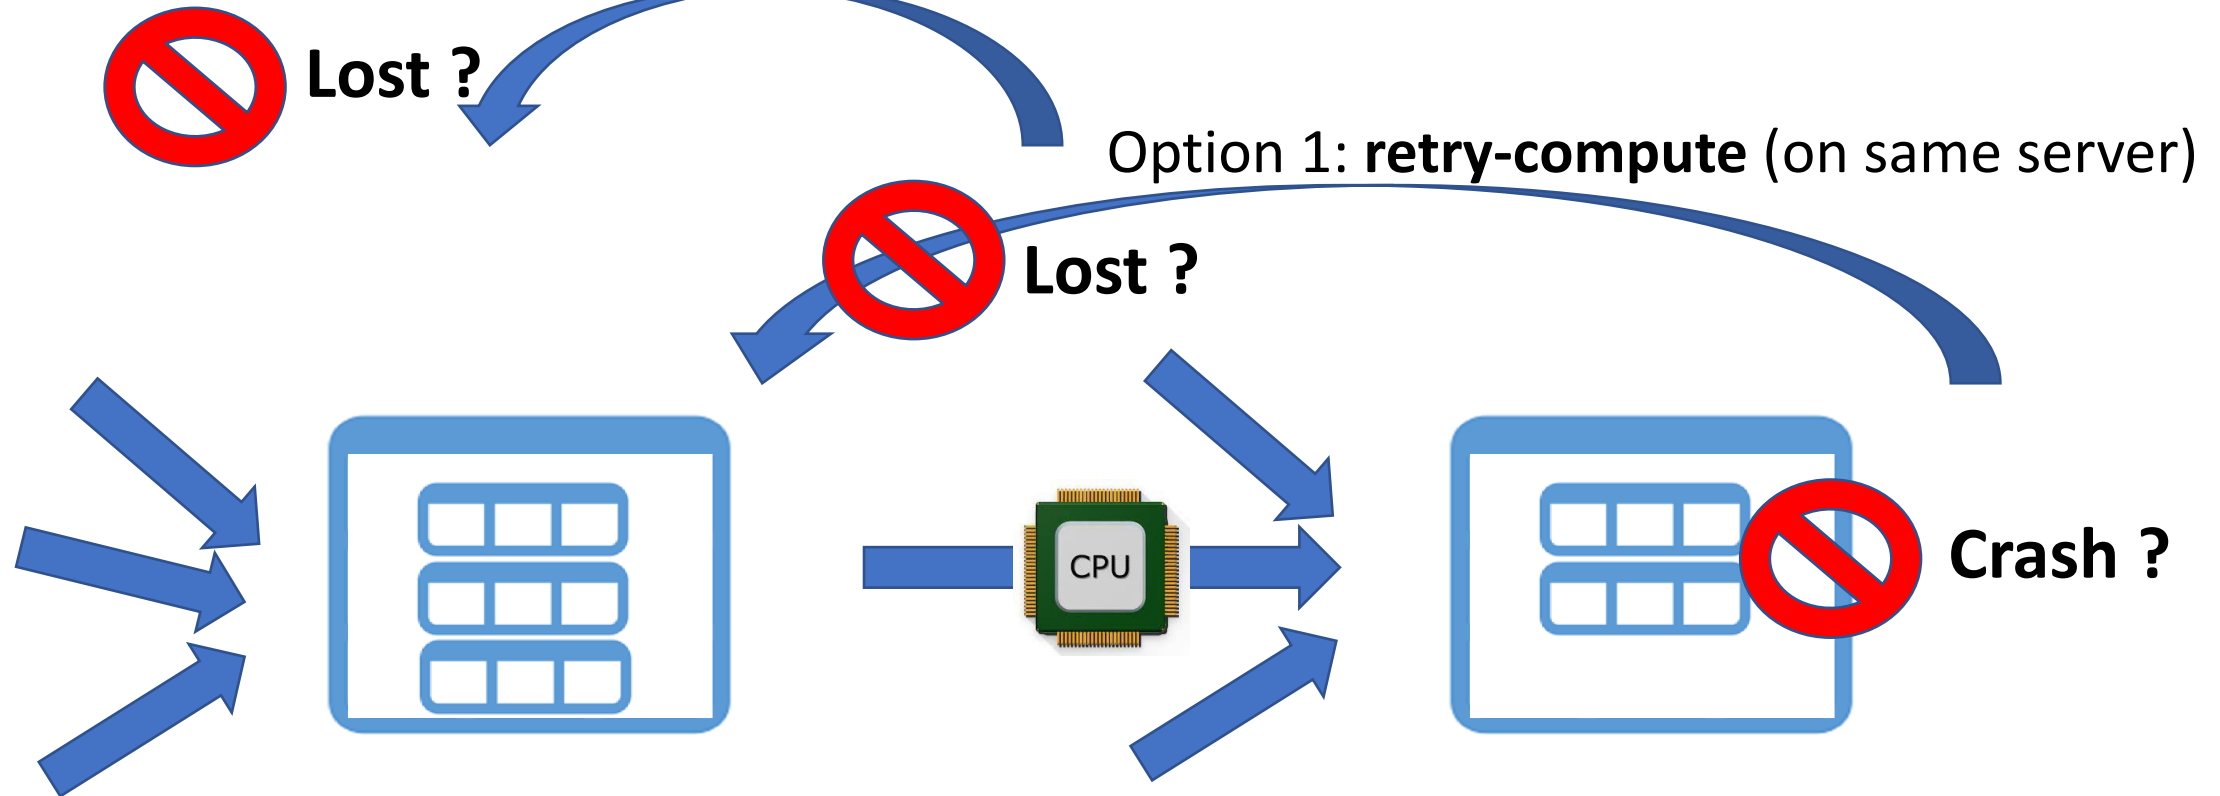 Lost ?
Option 1: retry-compute (on same server)
Lost ?
CPU
Crash ?